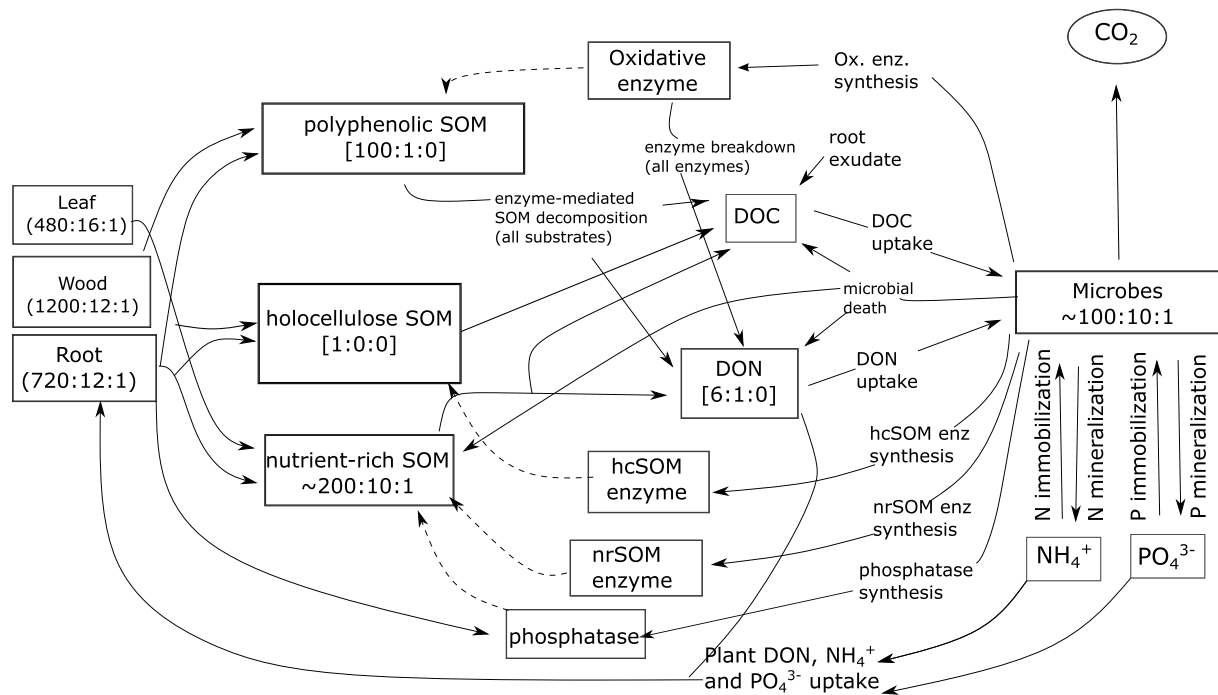 CO₂
Oxidative
enzyme
Ox. enz.
synthesis
polyphenolic SOM
[100:1:0]
enzyme breakdown
(all enzymes)
root
exudate
Leaf
(480:16:1)
enzyme-mediated
SOM decomposition
(all substrates)
DOC
DOC
uptake
Wood
(1200:12:1)
holocellulose SOM
[1:0:0]
microbial
death
Microbes
~100:10:1
Root
(720:12:1)
DON
[6:1:0]
DON
uptake
N immobilization
N mineralization
P immobilization
P mineralization
nutrient-rich SOM
~200:10:1
hcSOM
enzyme
hcSOM enz
synthesis
nrSOM enz
synthesis
nrSOM
enzyme
NH₄⁺
PO₄³⁻
phosphatase
synthesis
phosphatase
Plant DON, NH₄⁺
and PO₄³⁻ uptake